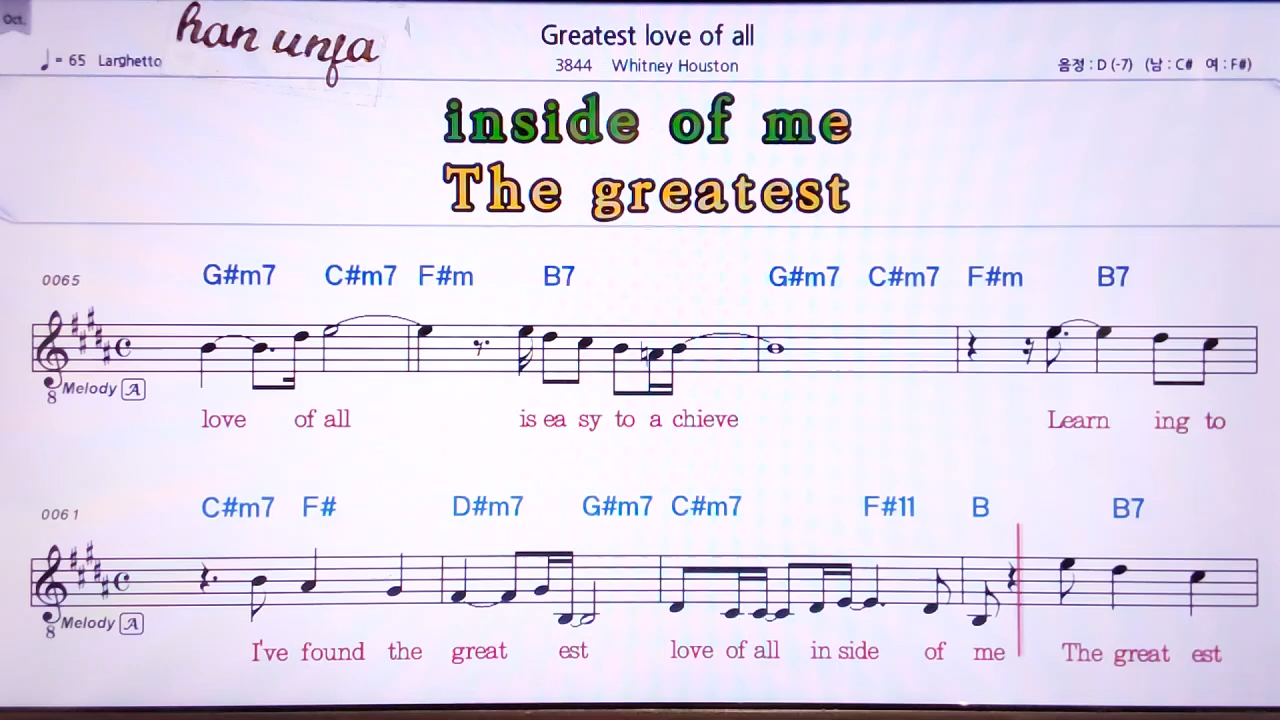 Oct.
han unfa
Greatest love of all
♩= 65 Larghetto
3844 Whitney Houston
음정 : D (-7) (남 : C# 여 : F#)
inside of me
The greatest
0065
G#m7 C#m7 F#m B7 G#m7 C#m7 F#m B7
8 Melody A
love of all is ea sy to a chieve Learn ing to
0061
C#m7 F# D#m7 G#m7 C#m7 F#11 B B7
8 Melody A
I've found the great est love of all in side of me The great est